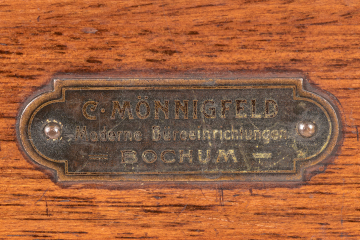 C·MÖNNIGFELD
Moderne Büroeinrichtungen
— BOCHUM —